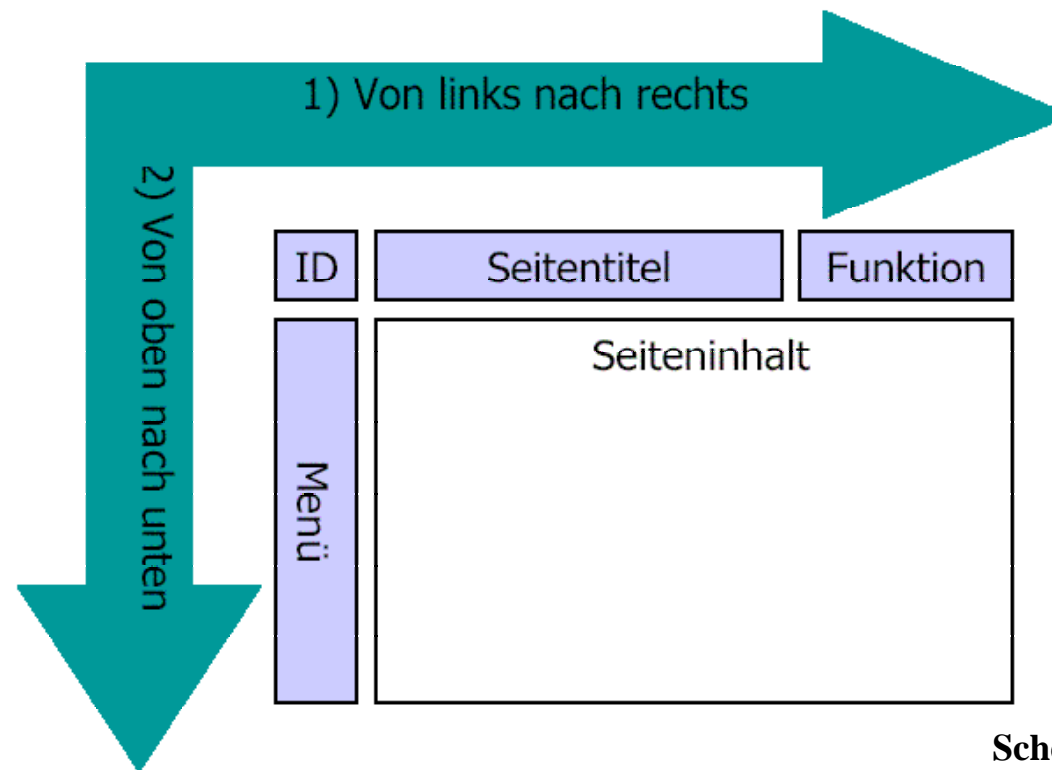 1) Von links nach rechts
2) Von oben nach unten
ID
Seitentitel
Funktion
Menü
Seiteninhalt